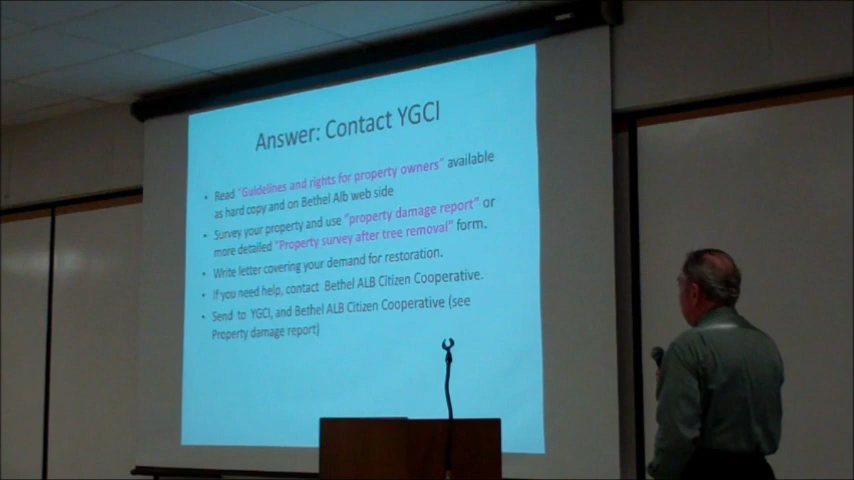 Answer: Contact YGCI
• Read "Guidelines and rights for property owners" available
as hard copy and on Bethel Alb web side
• Survey your property and use "property damage report" or
more detailed "Property survey after tree removal" form.
• Write letter covering your demand for restoration.
• If you need help, contact Bethel ALB Citizen Cooperative.
• Send to YGCI, and Bethel ALB Citizen Cooperative (see
Property damage report)